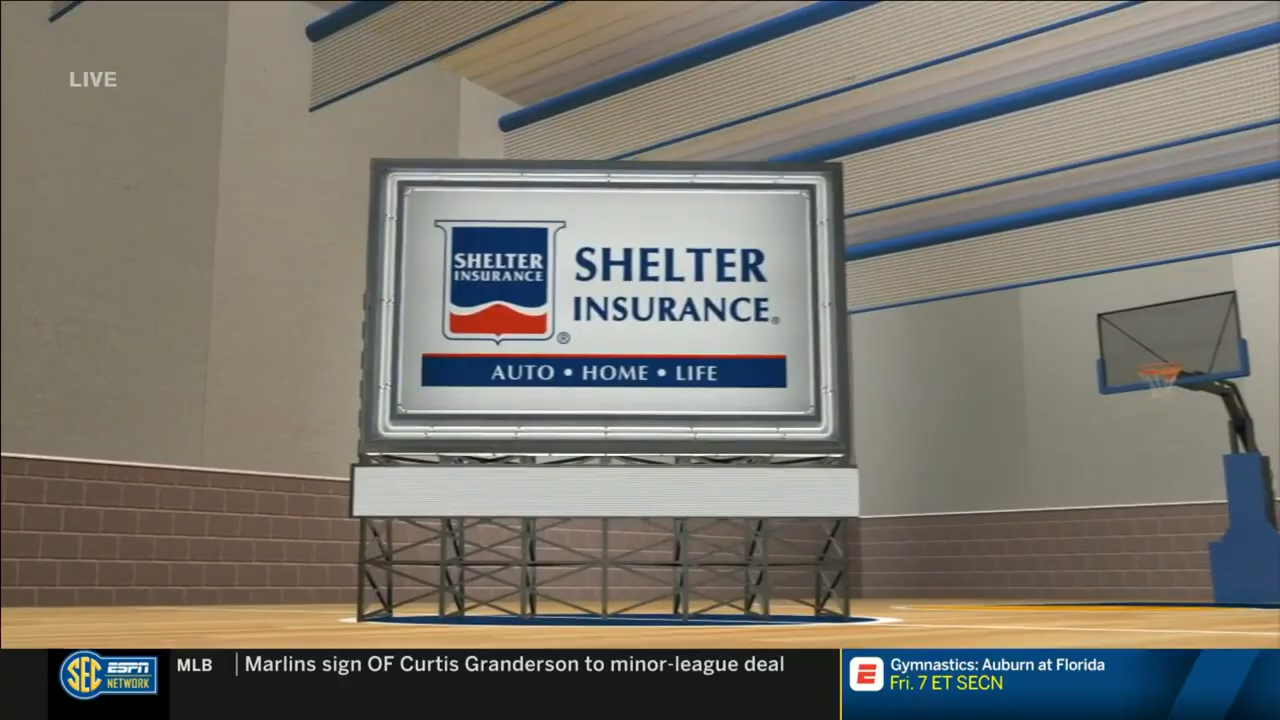 LIVE
SHELTER
INSURANCE
®
SHELTER
INSURANCE®
AUTO • HOME • LIFE
SEC ESPN
NETWORK
MLB
Marlins sign OF Curtis Granderson to minor-league deal
E
Gymnastics: Auburn at Florida
Fri. 7 ET SECN